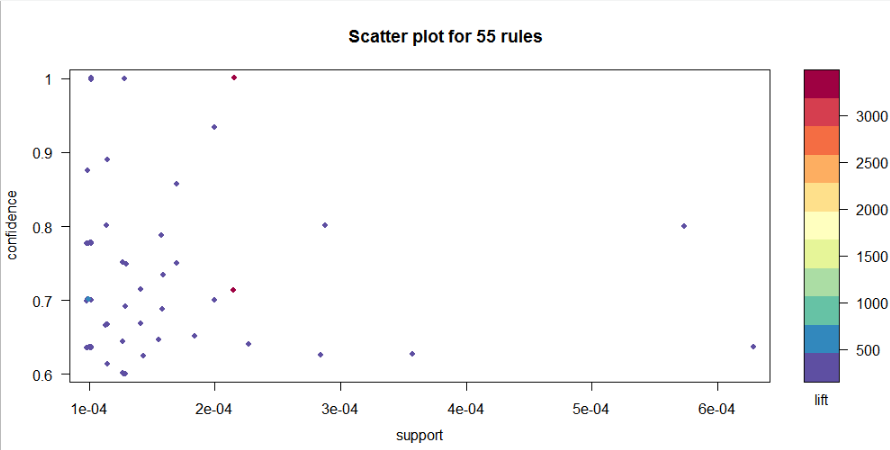 Scatter plot for 55 rules
1
0.9
0.8
0.7
0.6
confidence
1e-04 2e-04 3e-04 4e-04 5e-04 6e-04
support
3000
2500
2000
1500
1000
500
lift